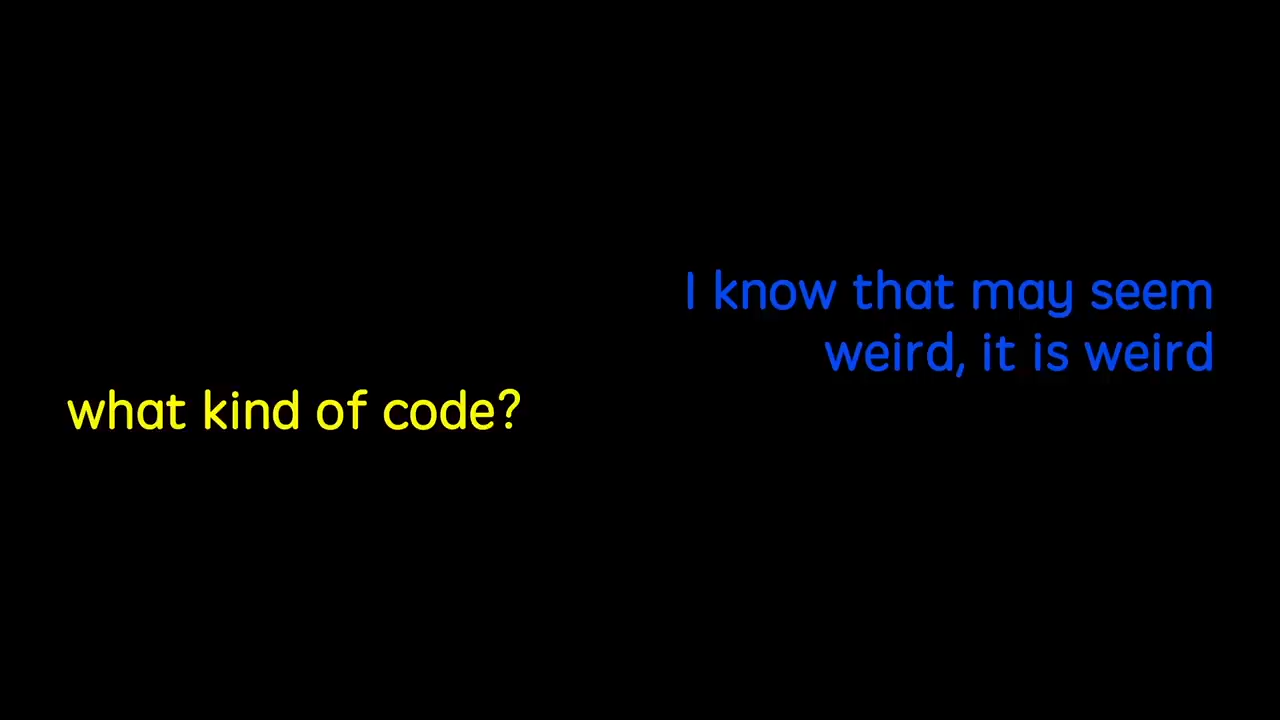 I know that may seem
weird, it is weird
what kind of code?